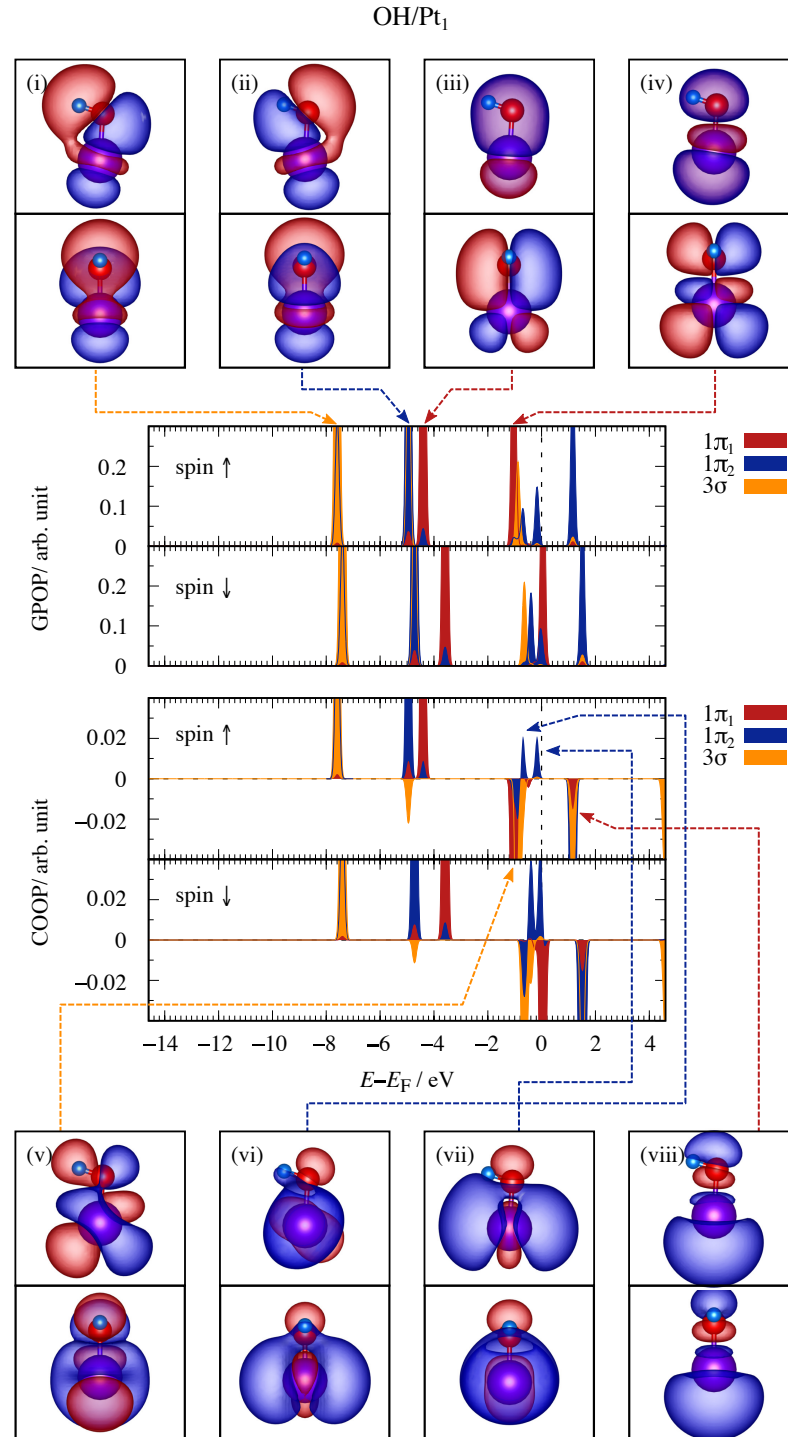 OH/Pt₁
(i) (ii) (iii) (iv)
GPOP/ arb. unit
0.2
0.1
0
spin ↑
1π₁
1π₂
3σ
0.2
0.1
0
spin ↓
COOP/ arb. unit
0.02
0
−0.02
spin ↑
1π₁
1π₂
3σ
0.02
0
−0.02
spin ↓
−14 −12 −10 −8 −6 −4 −2 0 2 4
E−E_F / eV
(v) (vi) (vii) (viii)